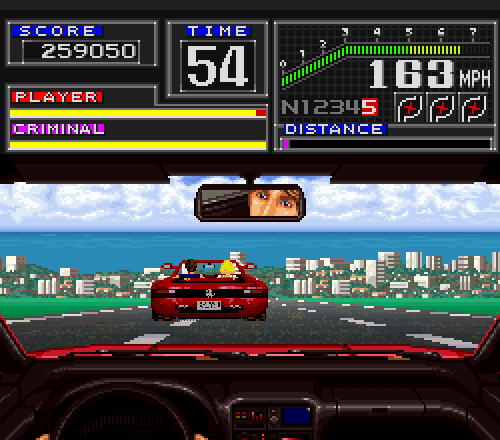 SCORE
259050
TIME
54
PLAYER
CRIMINAL
0 1 2 3 4 5 6 7
163 MPH
N12345
DISTANCE